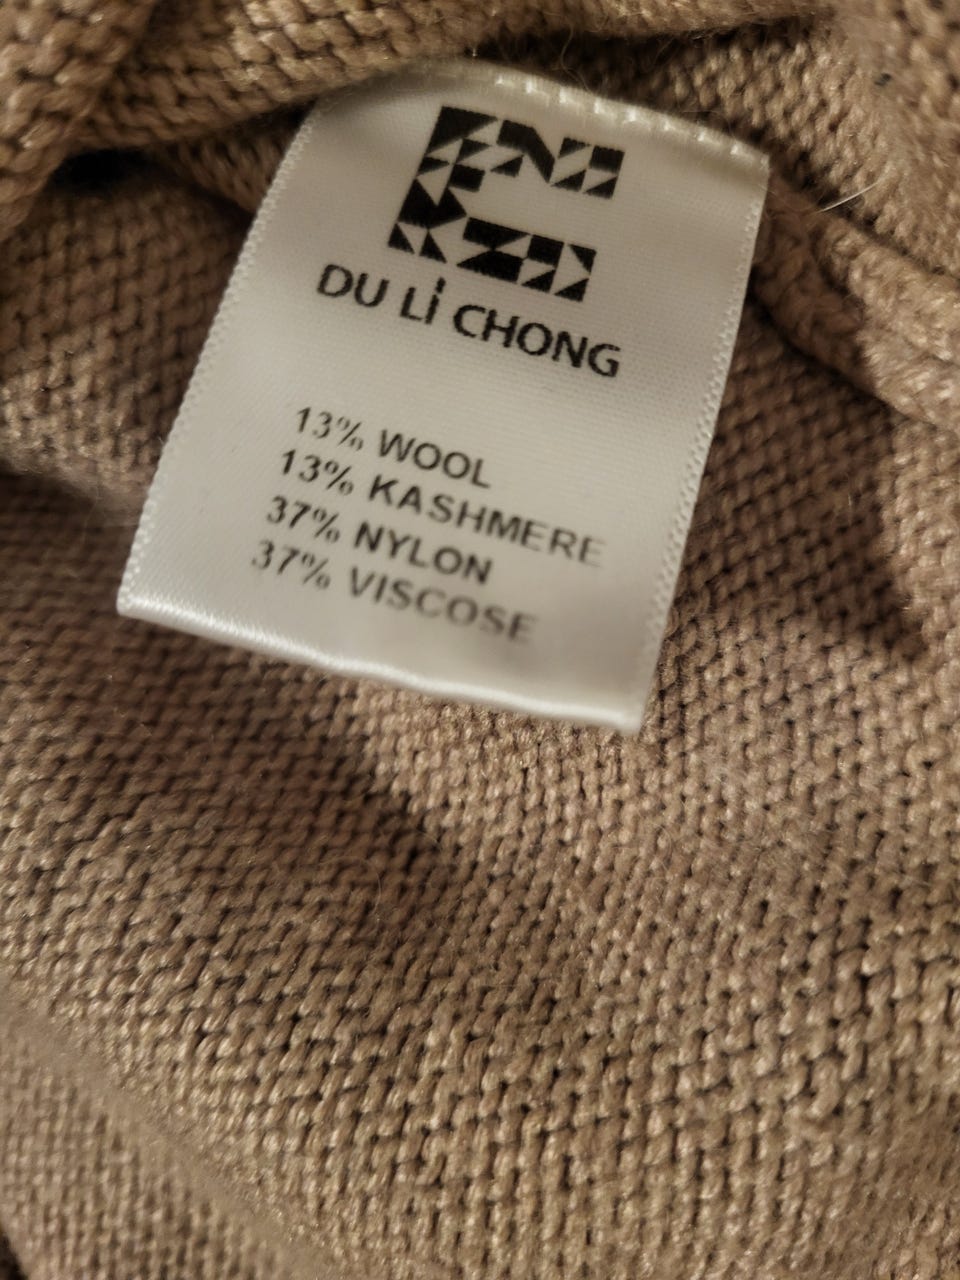 DU Li CHONG
13% WOOL
13% KASHMERE
37% NYLON
37% VISCOSE